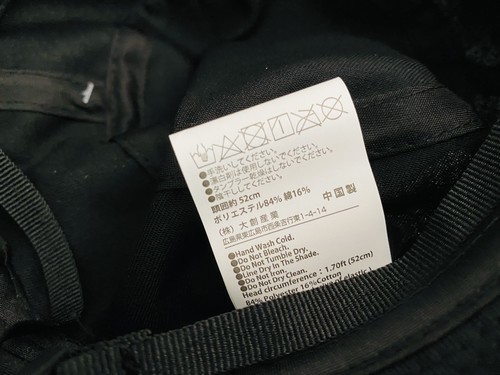 ●手洗いしてください。
●漂白剤は使用しないでください。
●タンブラー乾燥はしないでください。
●陰干ししてください。
頭囲約 52cm
ポリエステル84% 綿16% 中国製
(株) 大創産業
広島県東広島市西条吉行東1-4-14
●Hand Wash Cold.
●Do Not Bleach.
●Do Not Tumble Dry.
●Line Dry In The Shade.
●Do Not Iron.
●Do Not Dry Clean.
Head circumference : 1.70ft (52cm)
84% Polyester 16%Cotton